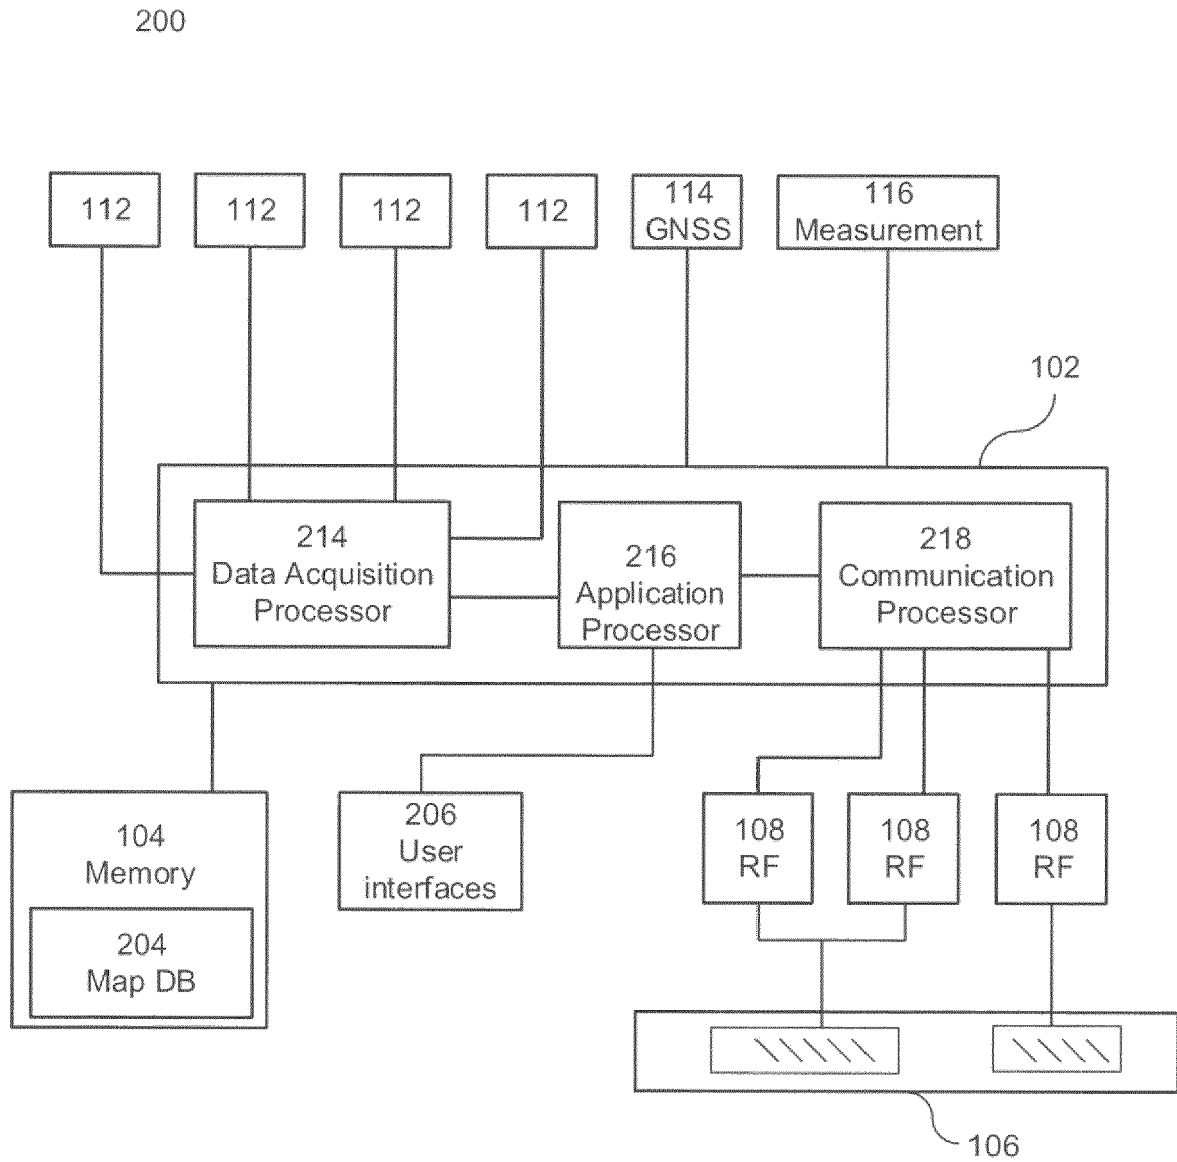 200
112
112
112
112
114
GNSS
116
Measurement
102
214
Data Acquisition
Processor
216
Application
Processor
218
Communication
Processor
104
Memory
204
Map DB
206
User
interfaces
108
RF
108
RF
108
RF
106